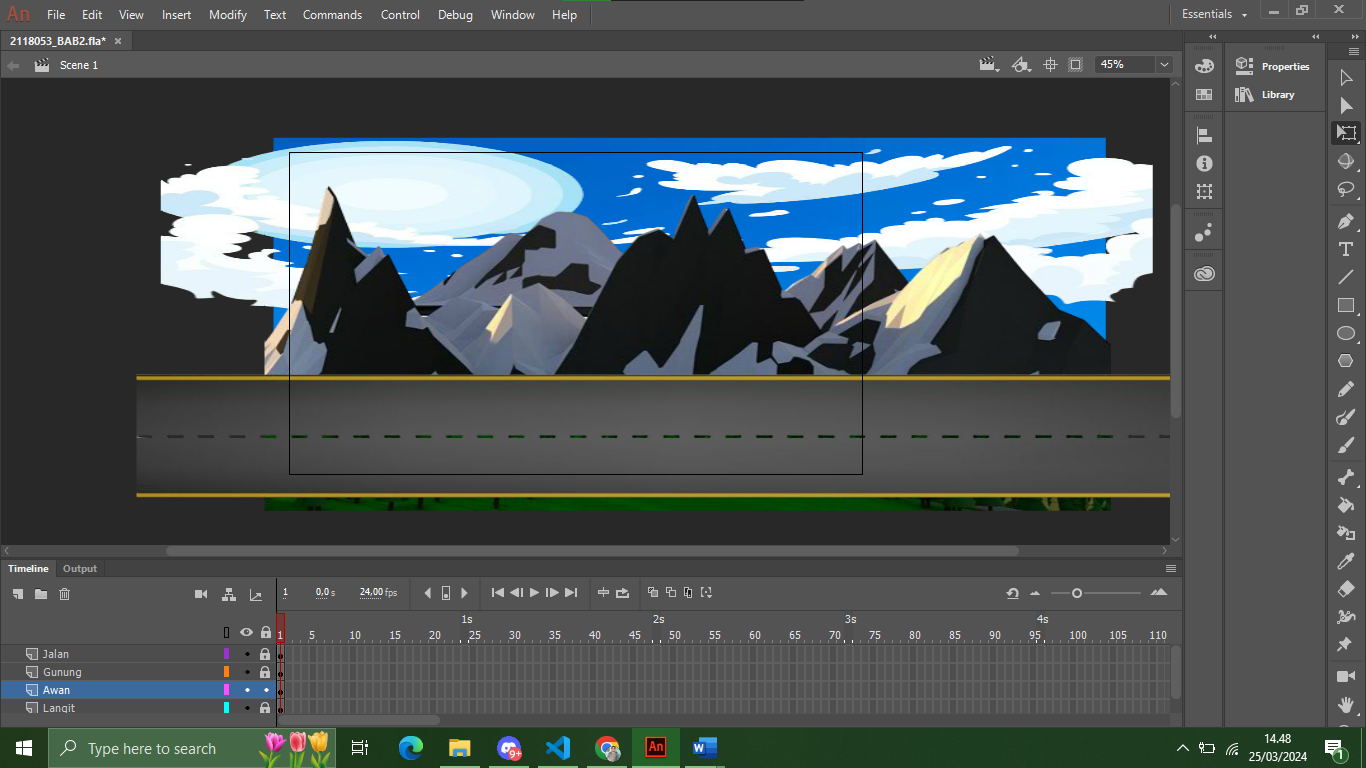 An File Edit View Insert Modify Text Commands Control Debug Window Help Essentials
2118053_BAB2.fla* ×
Scene 1 45%
Properties
Library
Timeline Output
1 0,0 s 24,00 fps
1s 2s 3s 4s
1 5 10 15 20 25 30 35 40 45 50 55 60 65 70 75 80 85 90 95 100 105 110
Jalan
Gunung
Awan
Langit
Type here to search 9+ An 14.48
25/03/2024 1